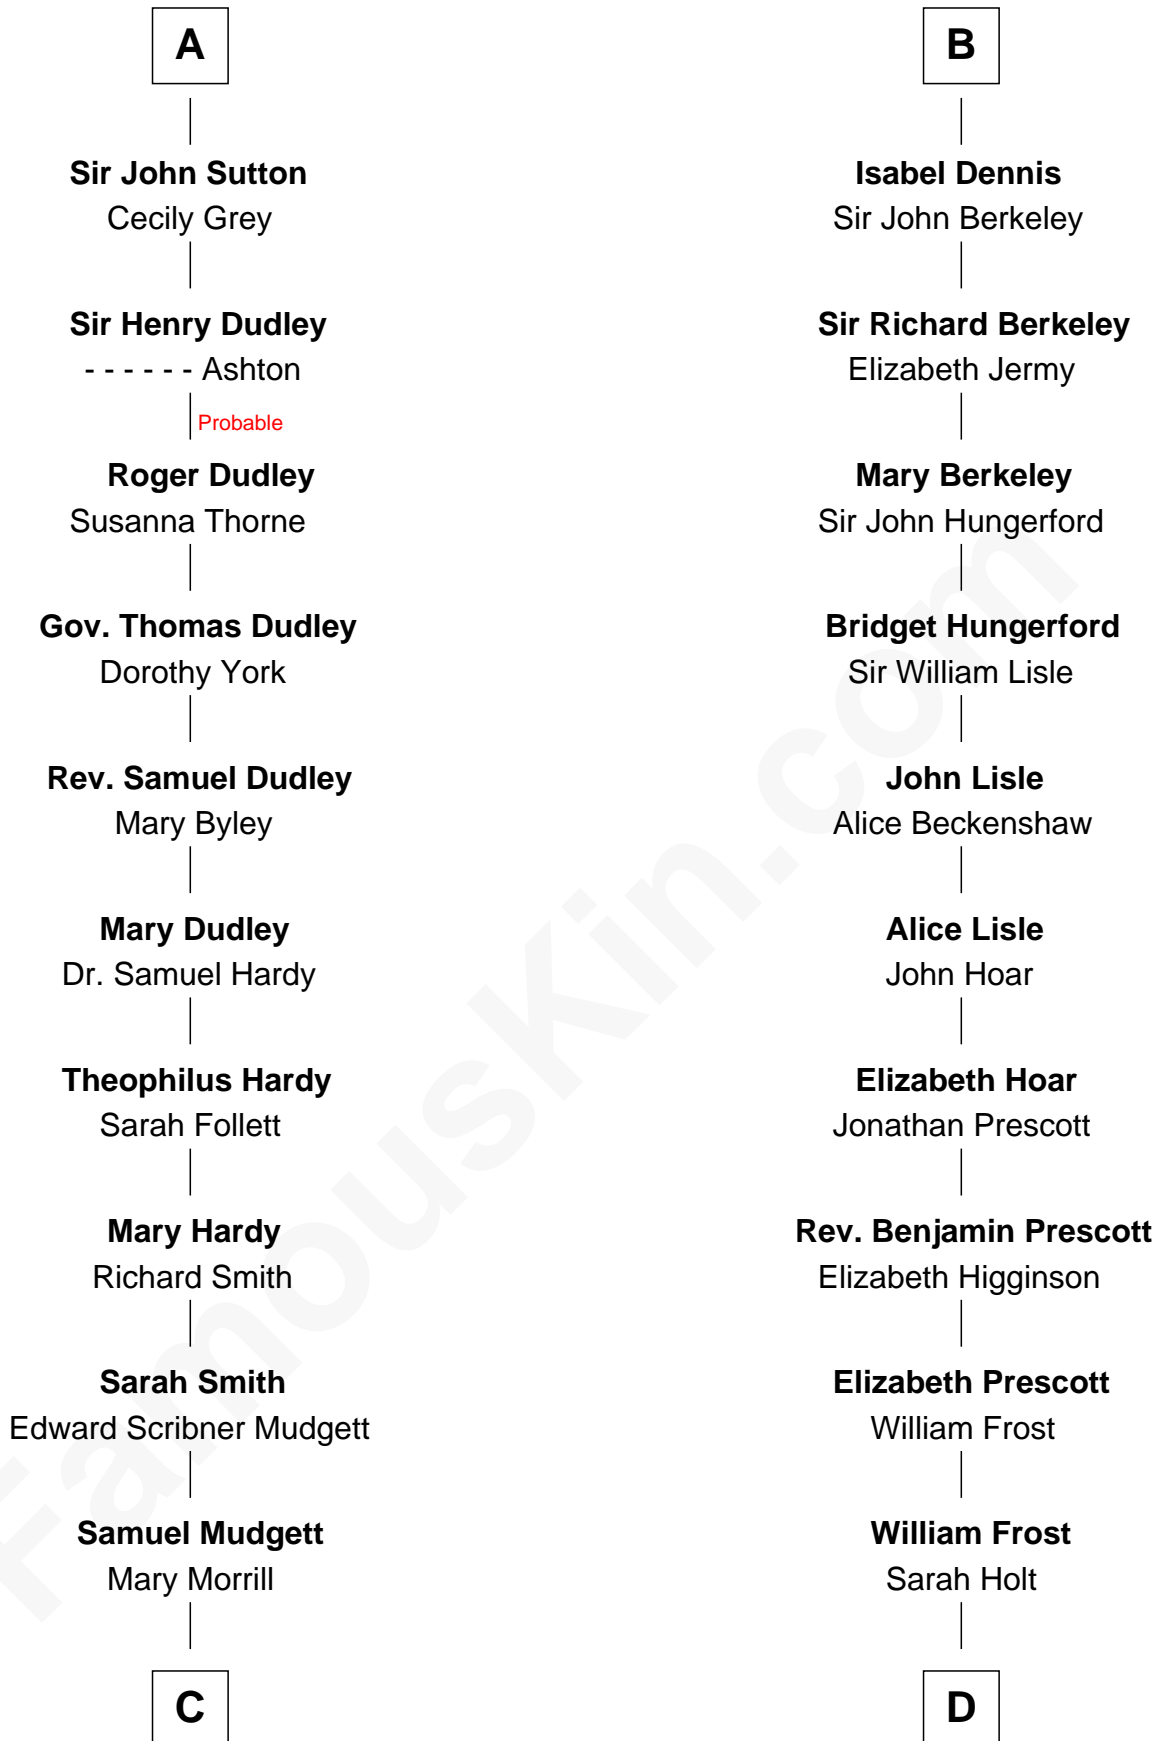 A
Sir John Sutton
Cecily Grey
Sir Henry Dudley
- - - - - - Ashton
Probable
Roger Dudley
Susanna Thorne
Gov. Thomas Dudley
Dorothy York
Rev. Samuel Dudley
Mary Byley
Mary Dudley
Dr. Samuel Hardy
Theophilus Hardy
Sarah Follett
Mary Hardy
Richard Smith
Sarah Smith
Edward Scribner Mudgett
Samuel Mudgett
Mary Morrill
C
B
Isabel Dennis
Sir John Berkeley
Sir Richard Berkeley
Elizabeth Jermy
Mary Berkeley
Sir John Hungerford
Bridget Hungerford
Sir William Lisle
John Lisle
Alice Beckenshaw
Alice Lisle
John Hoar
Elizabeth Hoar
Jonathan Prescott
Rev. Benjamin Prescott
Elizabeth Higginson
Elizabeth Prescott
William Frost
William Frost
Sarah Holt
D
FamousKin.com